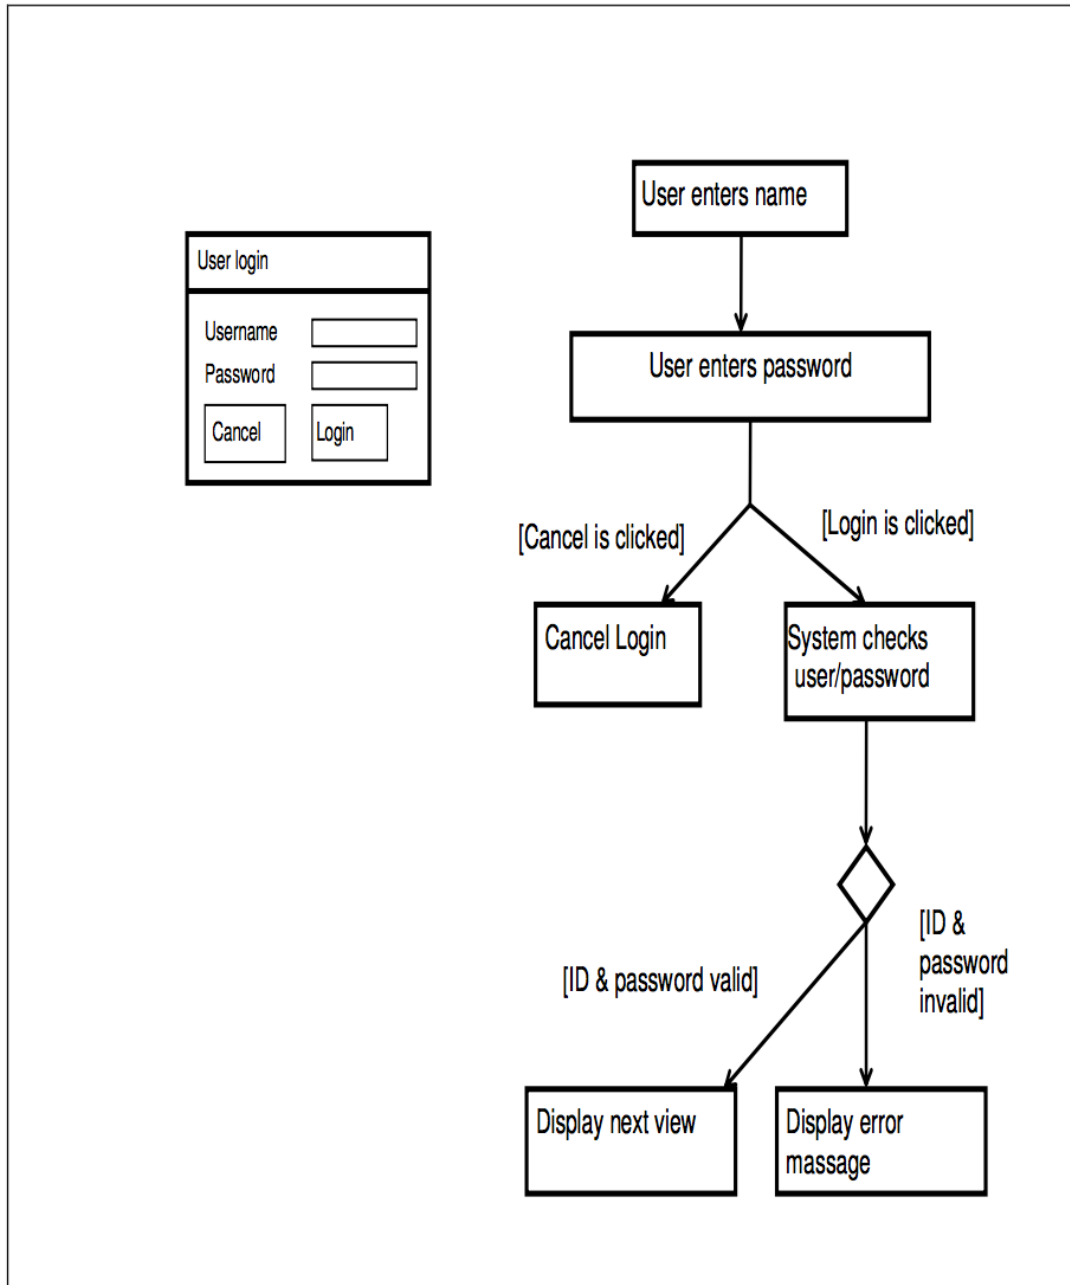 User login
Username
Password
Cancel
Login
User enters name
User enters password
[Cancel is clicked]
[Login is clicked]
Cancel Login
System checks
user/password
[ID & password valid]
[ID &
password
invalid]
Display next view
Display error
massage